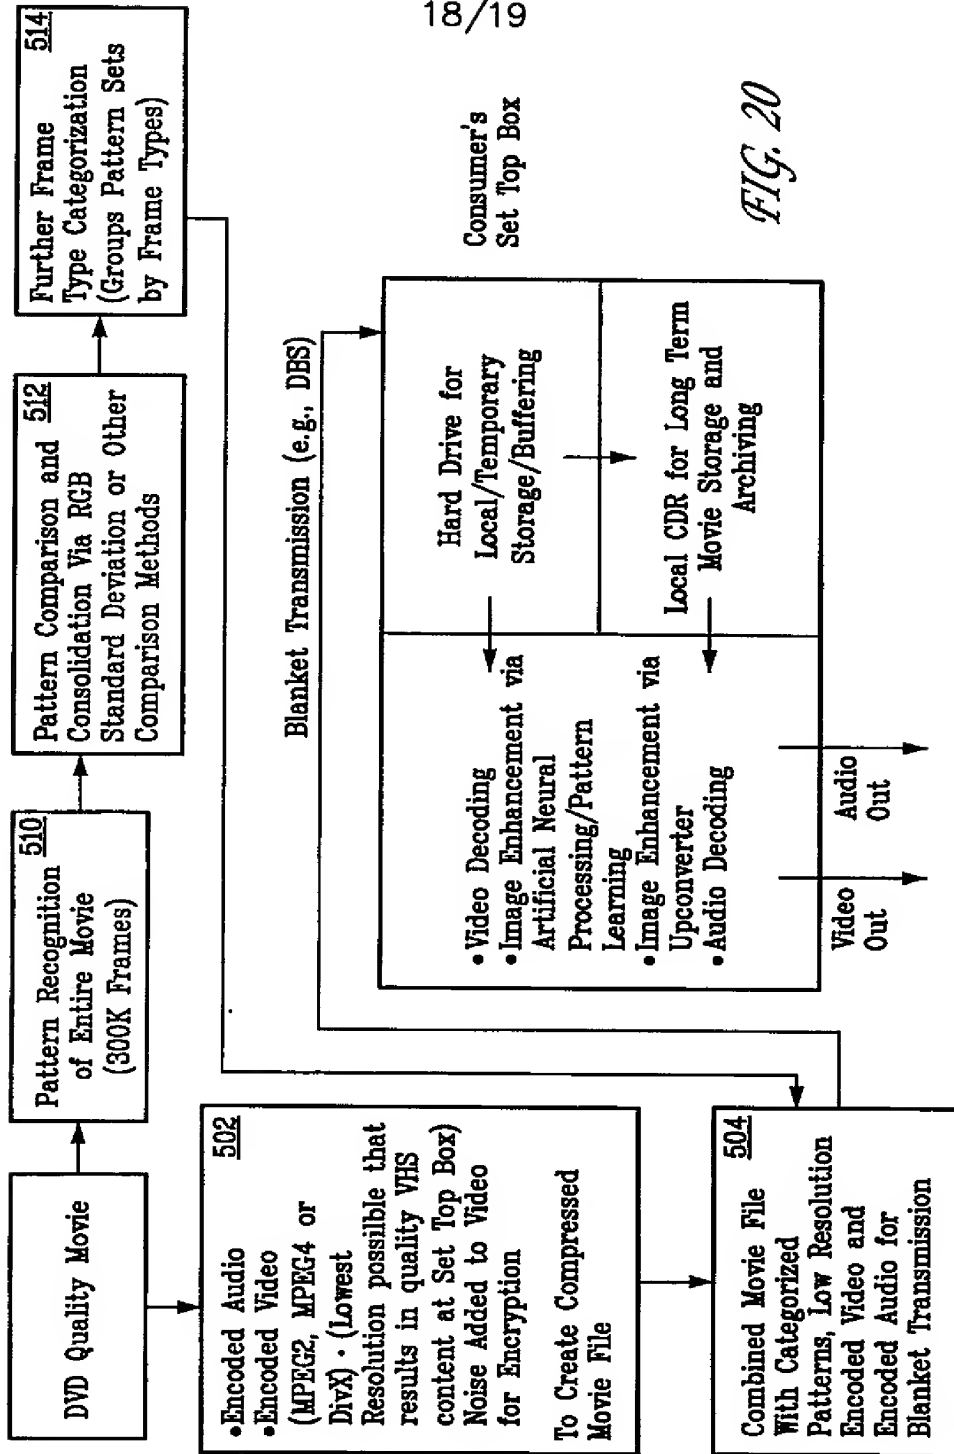 18/19
DVD Quality Movie
510
Pattern Recognition
of Entire Movie
(300K Frames)
512
Pattern Comparison and
Consolidation Via RGB
Standard Deviation or Other
Comparison Methods
514
Further Frame
Type Categorization
(Groups Pattern Sets
by Frame Types)
502
•Encoded Audio
•Encoded Video
(MPEG2, MPEG4 or
DivX) · (Lowest
Resolution possible that
results in quality VHS
content at Set Top Box)
Noise Added to Video
for Encryption
To Create Compressed
Movie File
504
Combined Movie File
With Categorized
Patterns, Low Resolution
Encoded Video and
Encoded Audio for
Blanket Transmission
Blanket Transmission (e.g., DBS)
•Video Decoding
•Image Enhancement via
Artificial Neural
Processing/Pattern
Learning
•Image Enhancement via
Upconverter
•Audio Decoding
Hard Drive for
Local/Temporary
Storage/Buffering
Local CDR for Long Term
Movie Storage and
Archiving
Consumer's
Set Top Box
Video
Out
Audio
Out
FIG. 20